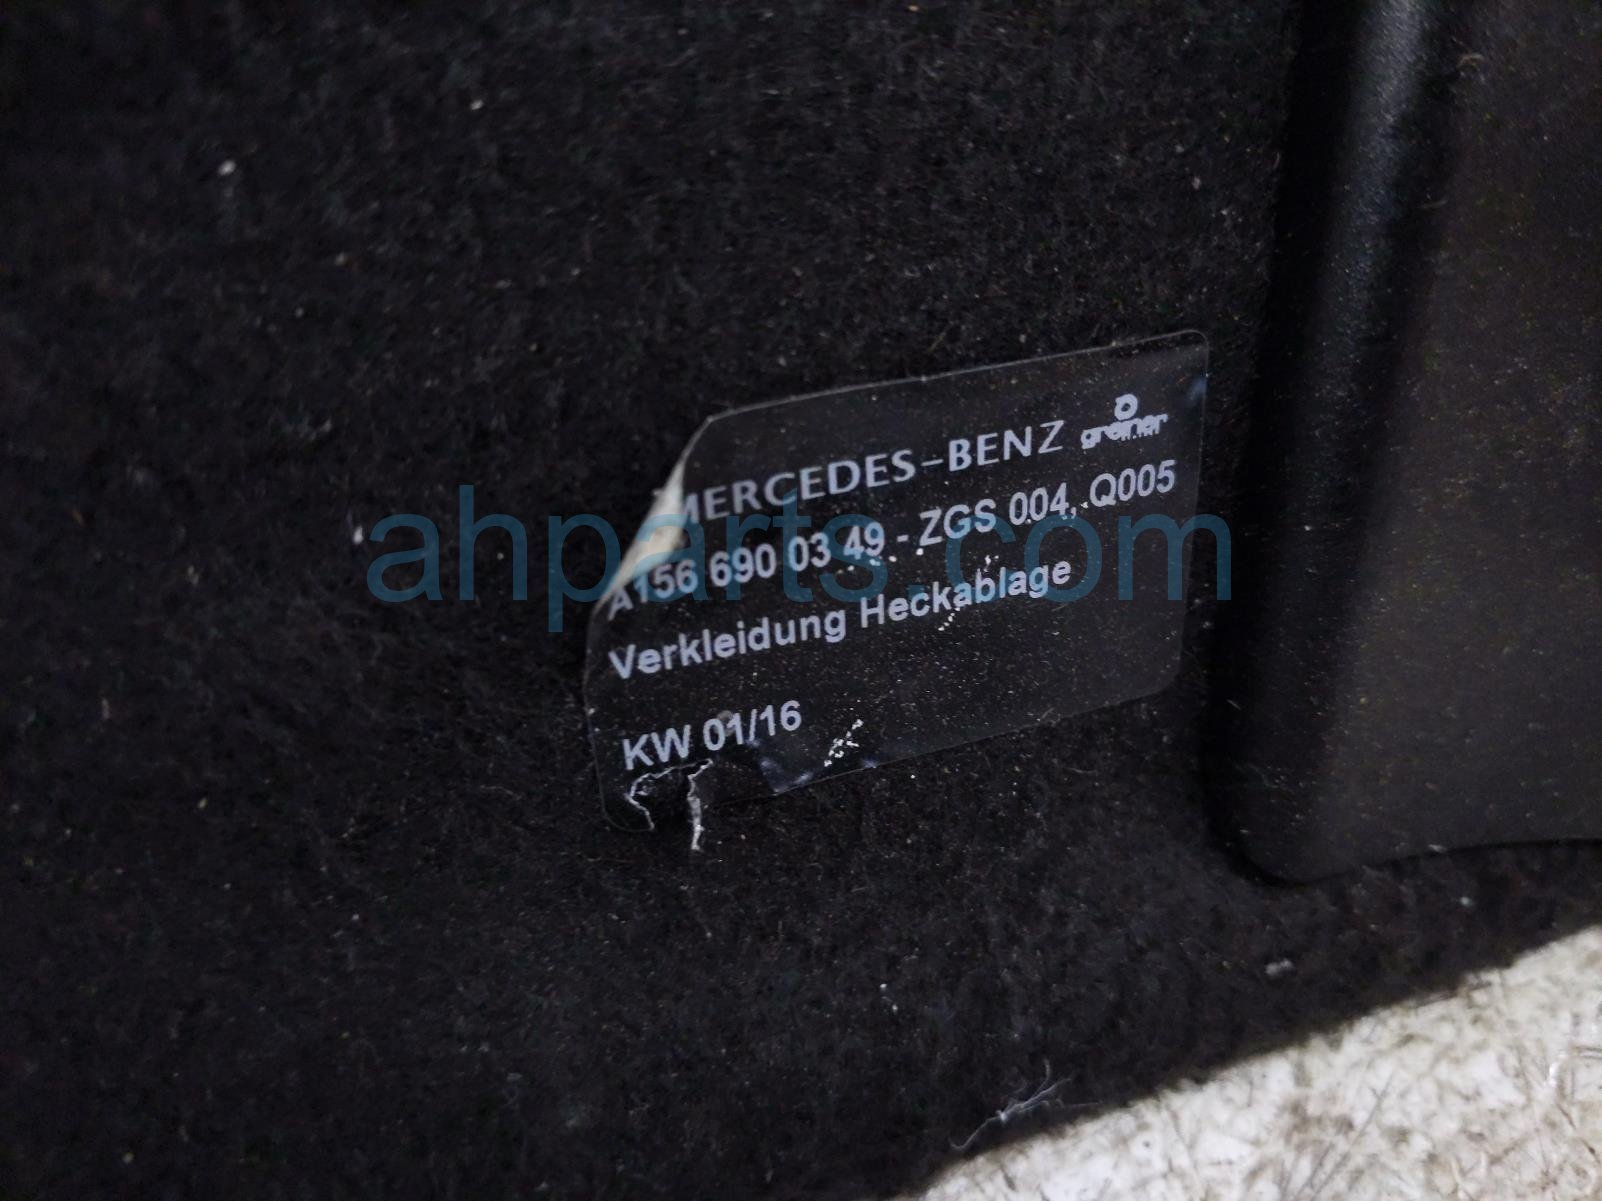 MERCEDES-BENZ greiner
A156 690 03 49 - ZGS 004, Q005
Verkleidung Heckablage
KW 01/16
ahparts.com